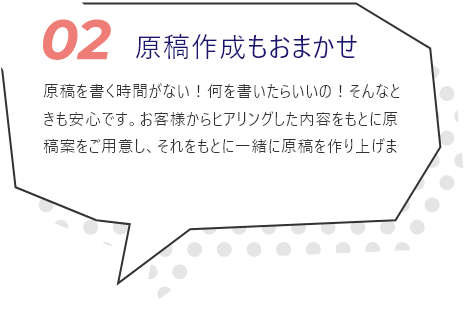 02 原稿作成もおまかせ
原稿を書く時間がない！何を書いたらいいの！そんなと
きも安心です。お客様からヒアリングした内容をもとに原
稿案をご用意し、それをもとに一緒に原稿を作り上げま